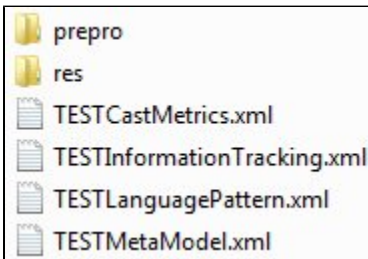 prepro
res
TESTCastMetrics.xml
TESTInformationTracking.xml
TESTLanguagePattern.xml
TESTMetaModel.xml